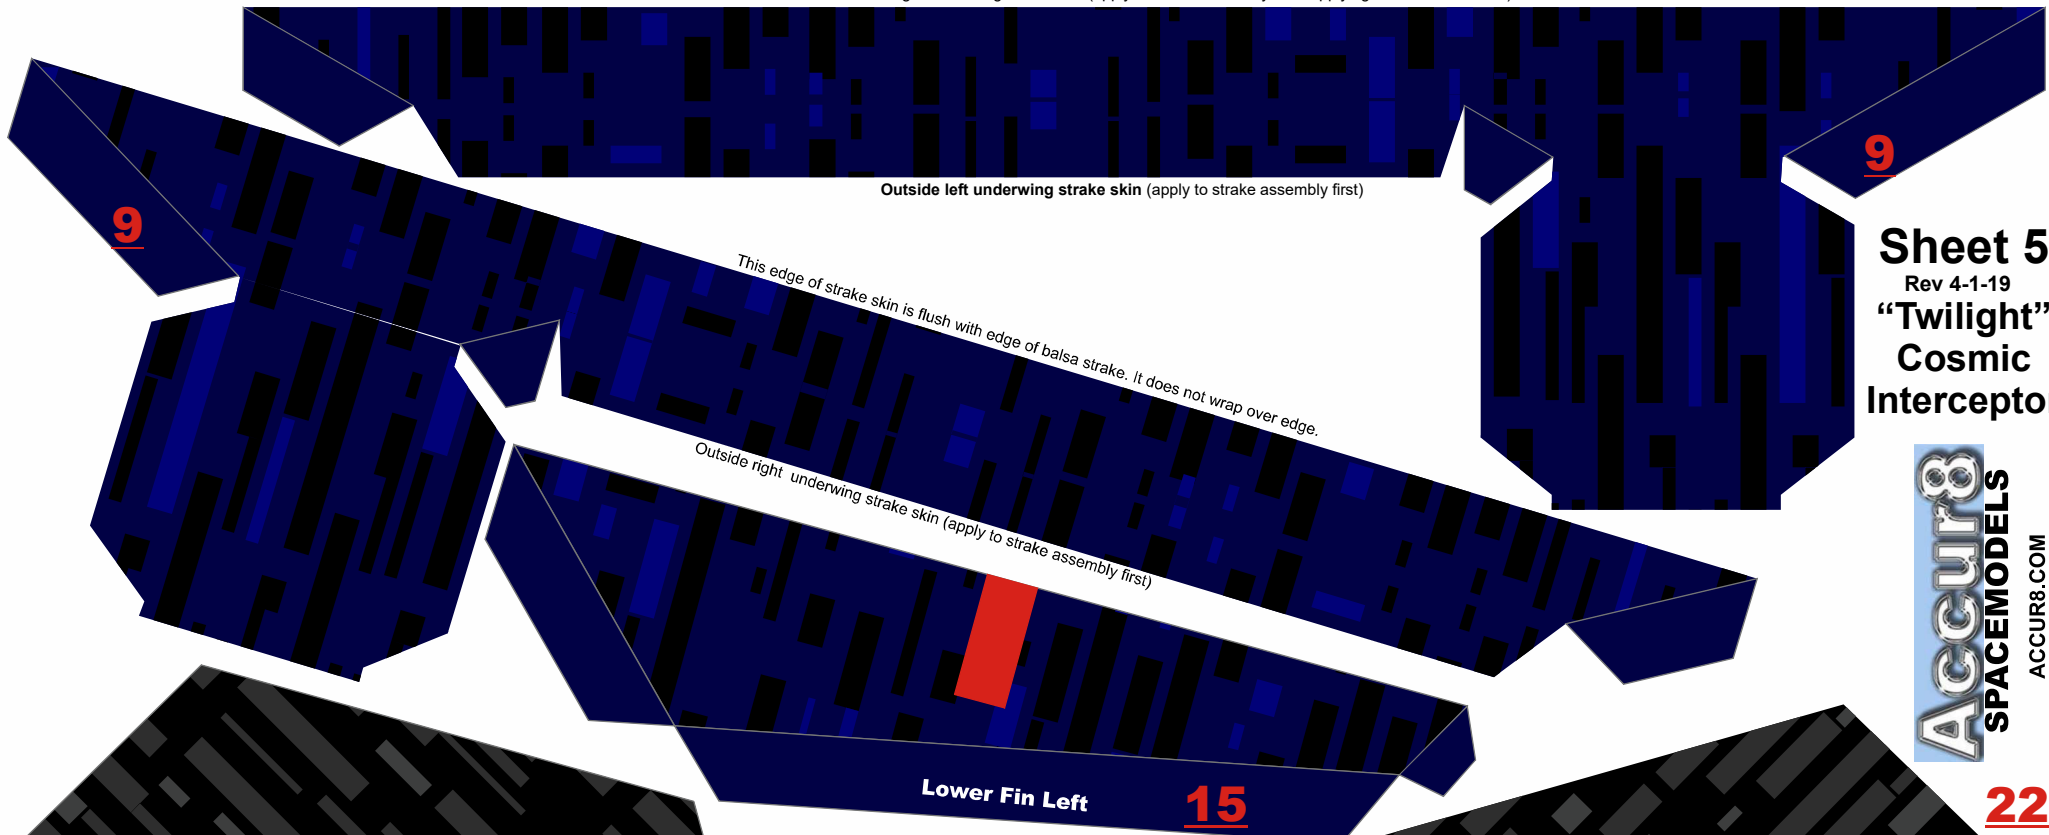 Outside left underwing strake skin (apply to strake assembly first)
9
9
This edge of strake skin is flush with edge of balsa strake. It does not wrap over edge.
Outside right underwing strake skin (apply to strake assembly first)
Sheet 5
Rev 4-1-19
“Twilight”
Cosmic
Interceptor
Accur8
SPACEMODELS
ACCUR8.COM
Lower Fin Left
15
22